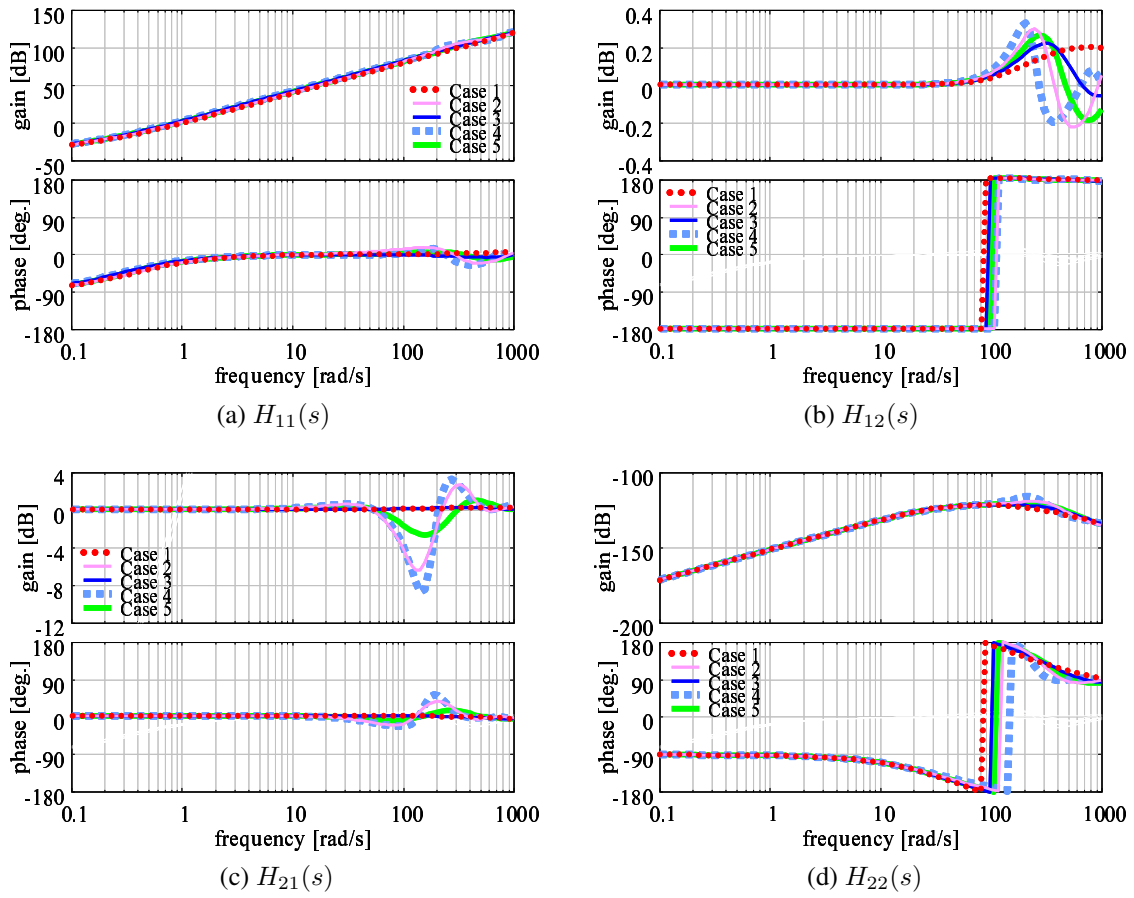 150
100
50
0
-50
gain [dB]
Case 1
Case 2
Case 3
Case 4
Case 5
180
90
0
-90
-180
phase [deg.]
0.1 1 10 100 1000
frequency [rad/s]
(a) H11(s)
0.4
0.2
0
-0.2
-0.4
gain [dB]
180
90
0
-90
-180
phase [deg.]
Case 1
Case 2
Case 3
Case 4
Case 5
0.1 1 10 100 1000
frequency [rad/s]
(b) H12(s)
4
0
-4
-8
-12
gain [dB]
Case 1
Case 2
Case 3
Case 4
Case 5
180
90
0
-90
-180
phase [deg.]
0.1 1 10 100 1000
frequency [rad/s]
(c) H21(s)
-100
-150
-200
gain [dB]
180
90
0
-90
-180
phase [deg.]
Case 1
Case 2
Case 3
Case 4
Case 5
0.1 1 10 100 1000
frequency [rad/s]
(d) H22(s)